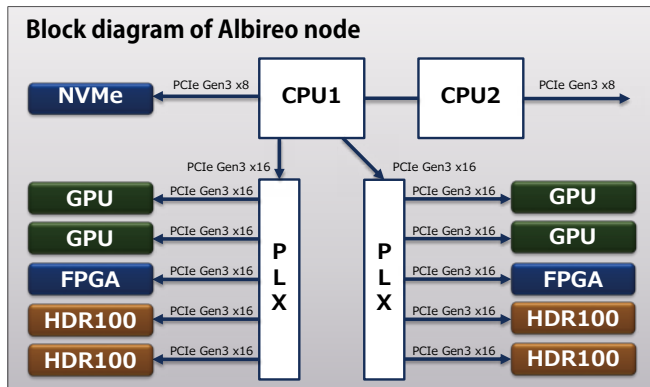 Block diagram of Albireo node
NVMe
PCIe Gen3 x8
CPU1
CPU2
PCIe Gen3 x8
PCIe Gen3 x16
PCIe Gen3 x16
GPU
PCIe Gen3 x16
PCIe Gen3 x16
GPU
GPU
PCIe Gen3 x16
PCIe Gen3 x16
GPU
FPGA
PCIe Gen3 x16
PLX
PLX
PCIe Gen3 x16
FPGA
HDR100
PCIe Gen3 x16
PCIe Gen3 x16
HDR100
HDR100
PCIe Gen3 x16
PCIe Gen3 x16
HDR100